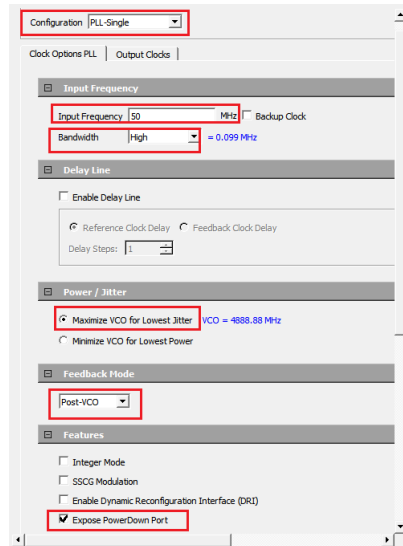 Configuration PLL-Single
Clock Options PLL Output Clocks
Input Frequency
Input Frequency 50 MHz Backup Clock
Bandwidth High = 0.099 MHz
Delay Line
Enable Delay Line
Reference Clock Delay Feedback Clock Delay
Delay Steps: 1
Power / Jitter
Maximize VCO for Lowest Jitter VCO = 4888.88 MHz
Minimize VCO for Lowest Power
Feedback Mode
Post-VCO
Features
Integer Mode
SSCG Modulation
Enable Dynamic Reconfiguration Interface (DRI)
Expose PowerDown Port